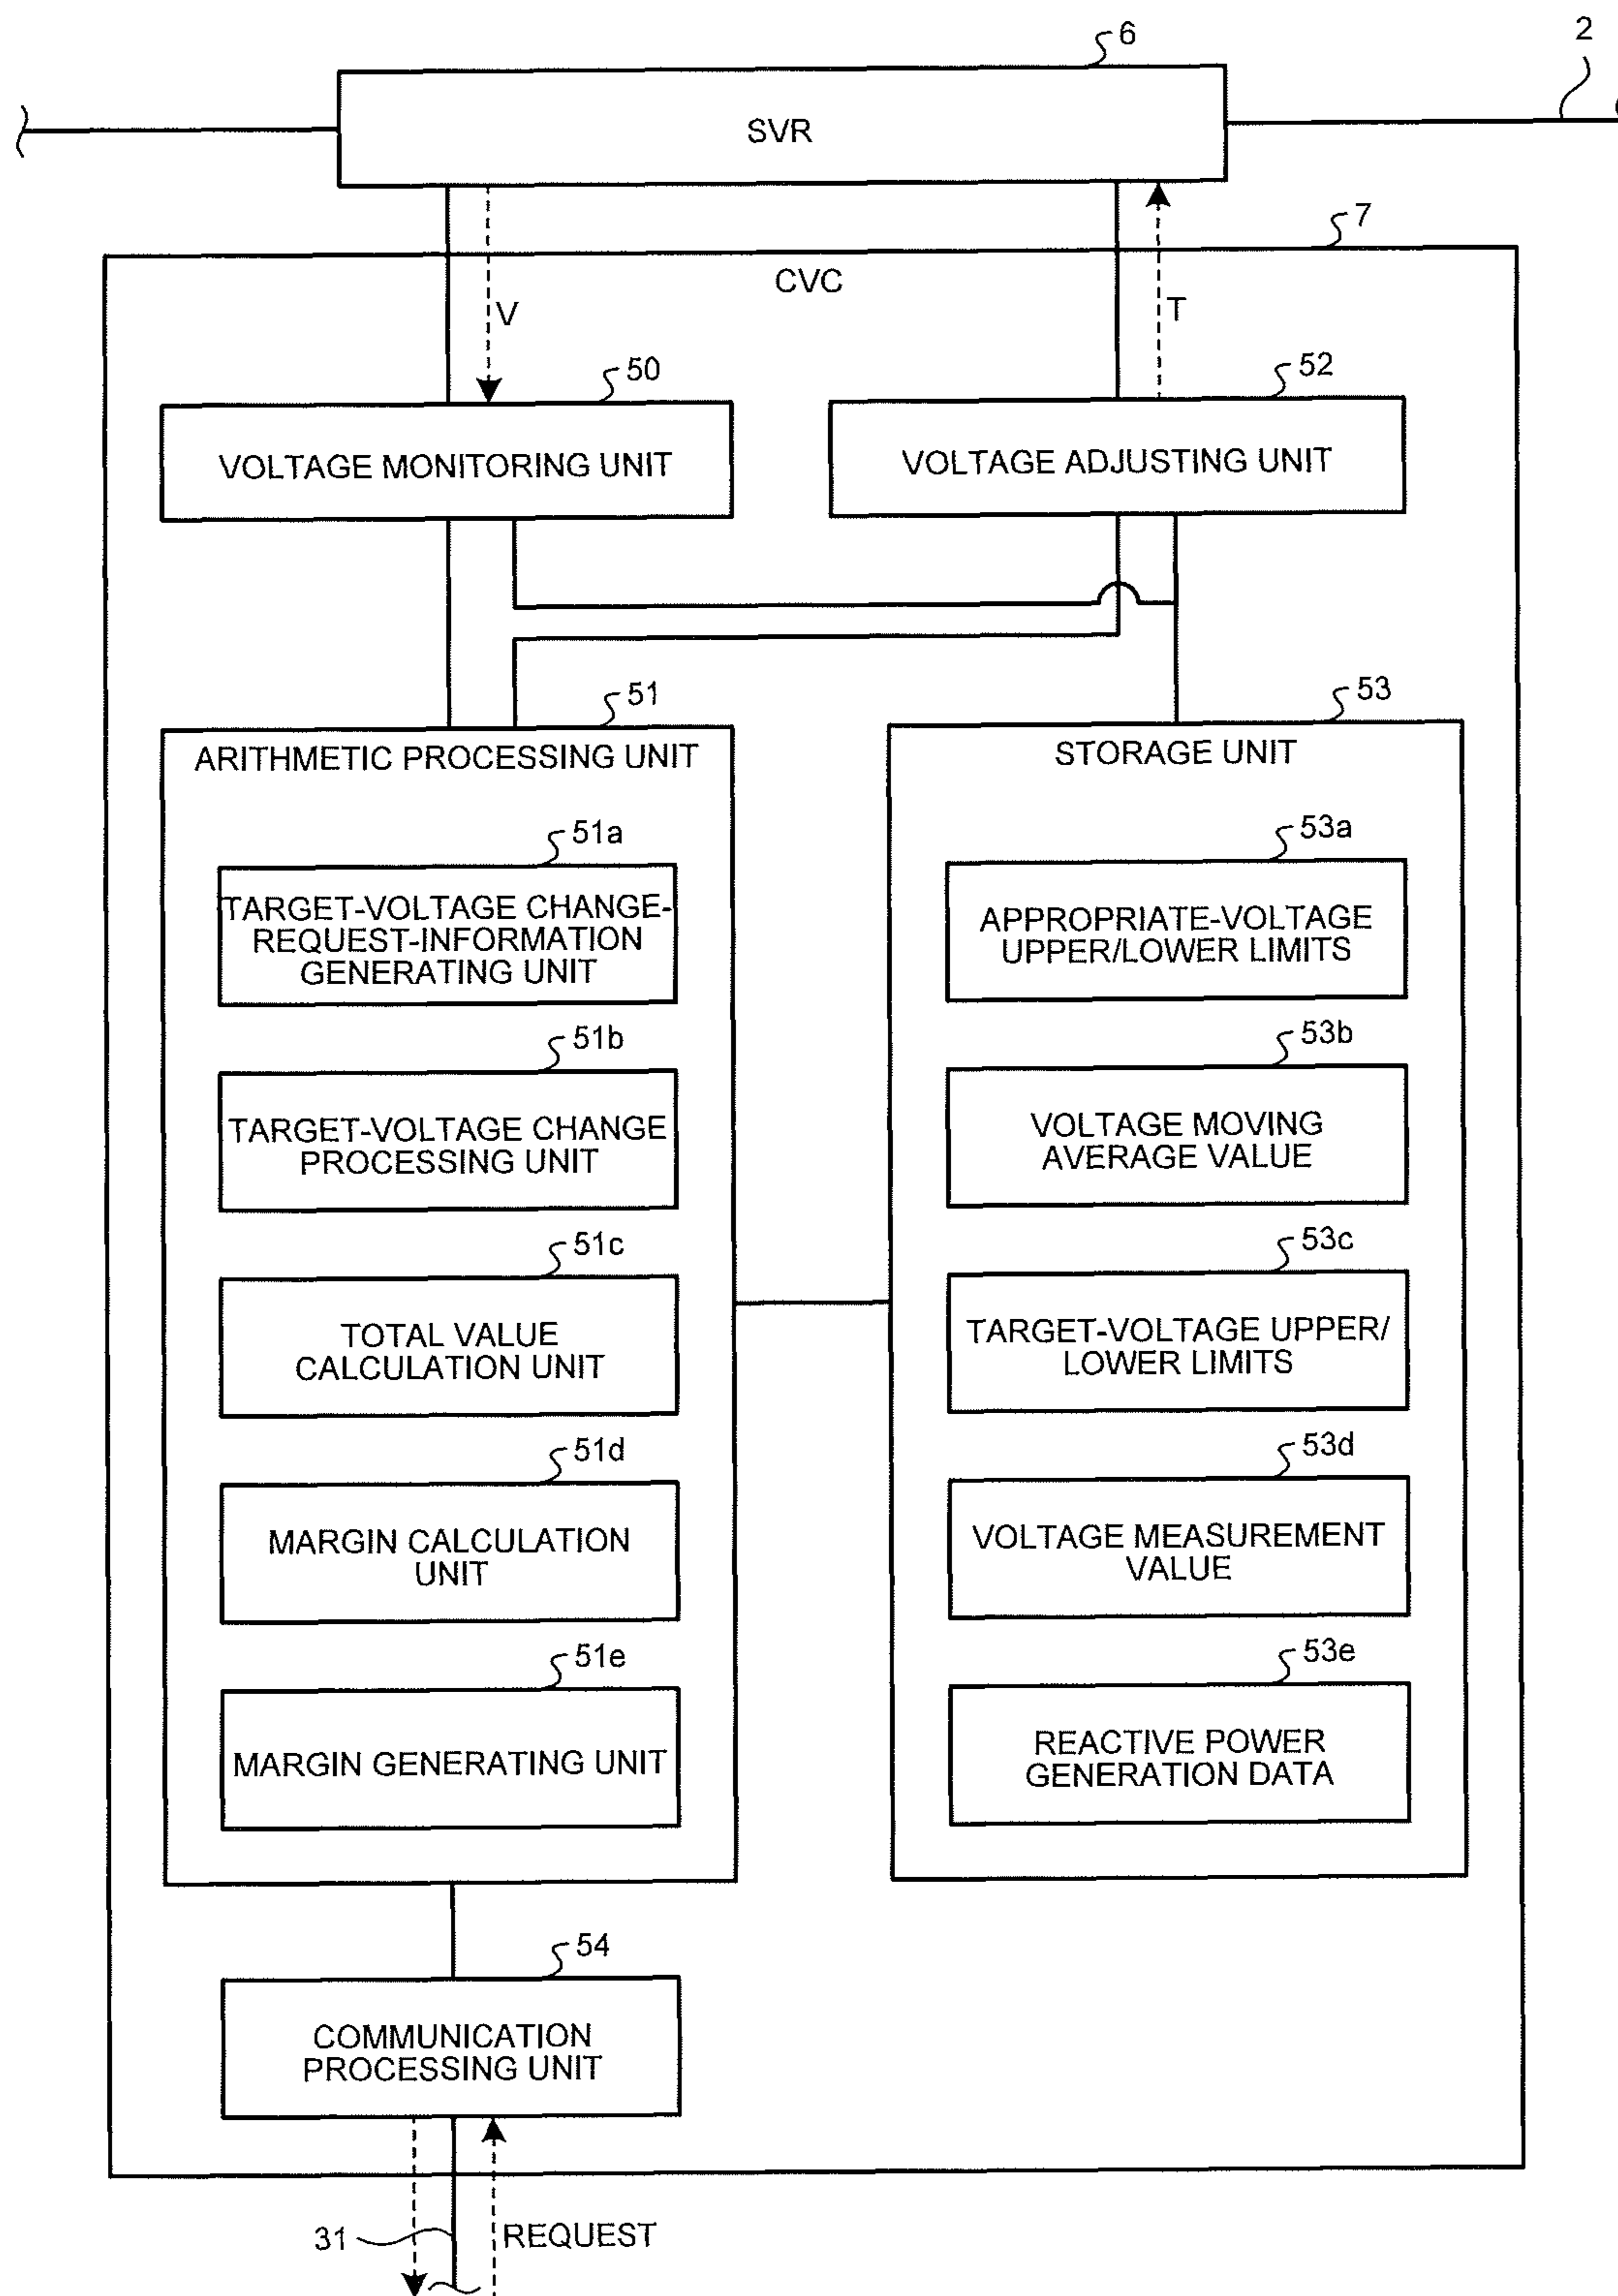 6
2
SVR
7
CVC
V
T
50
52
VOLTAGE MONITORING UNIT
VOLTAGE ADJUSTING UNIT
51
53
ARITHMETIC PROCESSING UNIT
STORAGE UNIT
51a
TARGET-VOLTAGE CHANGE-
REQUEST-INFORMATION
GENERATING UNIT
53a
APPROPRIATE-VOLTAGE
UPPER/LOWER LIMITS
51b
TARGET-VOLTAGE CHANGE
PROCESSING UNIT
53b
VOLTAGE MOVING
AVERAGE VALUE
51c
TOTAL VALUE
CALCULATION UNIT
53c
TARGET-VOLTAGE UPPER/
LOWER LIMITS
51d
MARGIN CALCULATION
UNIT
53d
VOLTAGE MEASUREMENT
VALUE
51e
MARGIN GENERATING UNIT
53e
REACTIVE POWER
GENERATION DATA
54
COMMUNICATION
PROCESSING UNIT
31
REQUEST